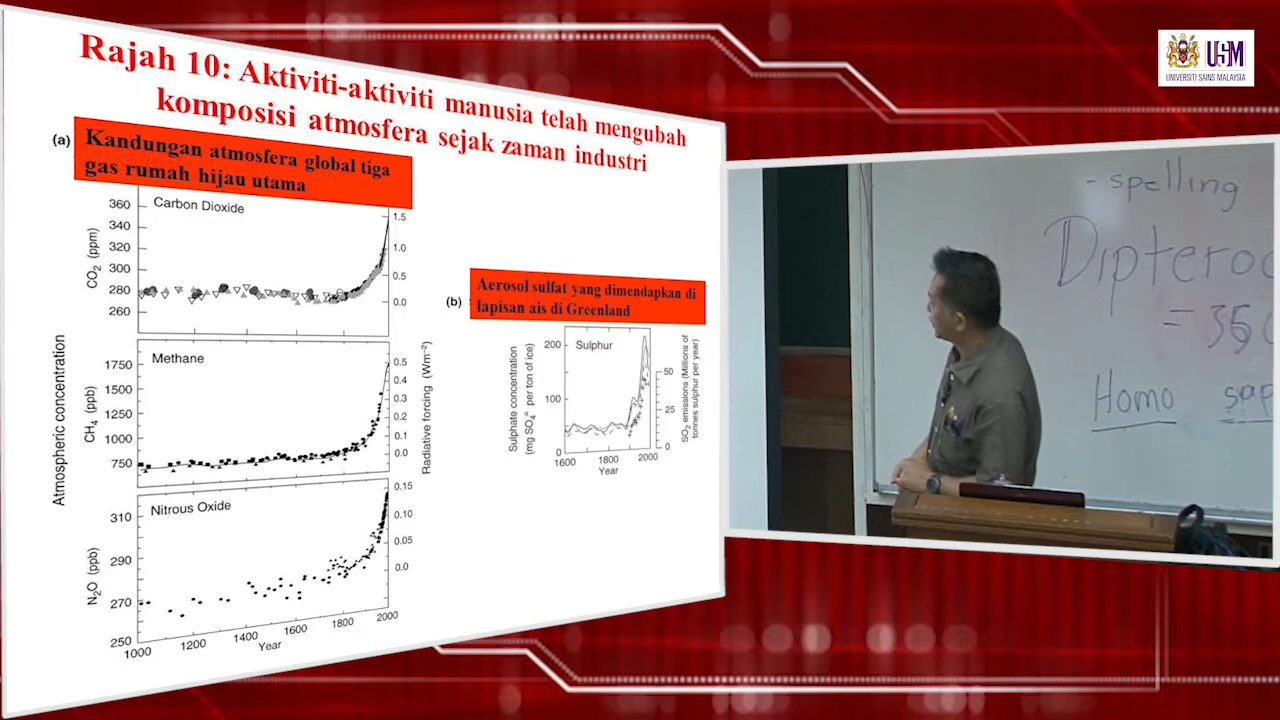 Rajah 10: Aktiviti-aktiviti manusia telah mengubah
komposisi atmosfera sejak zaman industri
(a)
Kandungan atmosfera global tiga
gas rumah hijau utama
Atmospheric concentration
CO2 (ppm)
360
340
320
300
280
260
Carbon Dioxide
1.5
1.0
0.5
0.0
CH4 (ppb)
1750
1500
1250
1000
750
Methane
0.5
0.4
0.3
0.2
0.1
0.0
Radiative forcing (Wm−2)
N2O (ppb)
310
290
270
250
Nitrous Oxide
0.15
0.10
0.05
0.0
1000
1200
1400
1600
1800
2000
Year
(b)
Aerosol sulfat yang dimendapkan di
lapisan ais di Greenland
Sulphate concentration
(mg SO4= per ton of ice)
200
100
0
Sulphur
50
25
0
SO2 emissions (Millions of
tonnes sulphur per year)
1600
1800
2000
Year
USM
UNIVERSITI SAINS MALAYSIA
- spelling
Homo